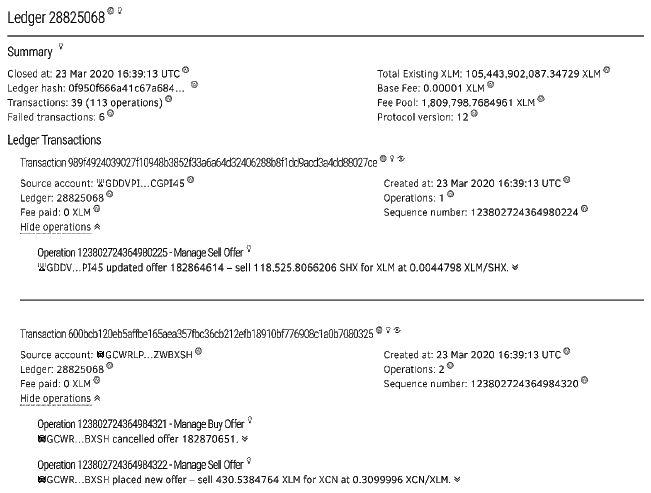 Ledger 28825068
Summary
Closed at: 23 Mar 2020 16:39:13 UTC
Ledger hash: 0f950f666a41c67a684...
Transactions: 39 (113 operations)
Failed transactions: 6
Total Existing XLM: 105,443,902,087.34729 XLM
Base Fee: 0.00001 XLM
Fee Pool: 1,809,798.7684961 XLM
Protocol version: 12
Ledger Transactions
Transaction 989f4924039027f10948b3852f33a6a64d32406288b8f1dd9acd3a4dd88027ce
Source account: GDDVPI...CGPI45
Ledger: 28825068
Fee paid: 0 XLM
Hide operations
Created at: 23 Mar 2020 16:39:13 UTC
Operations: 1
Sequence number: 123802724364980224
Operation 123802724364980225 - Manage Sell Offer
GDDV...PI45 updated offer 182864614 – sell 118.525.8066206 SHX for XLM at 0.0044798 XLM/SHX.
Transaction 600bcb120eb5affbe165aea357fbc36cb212efb18910bf776908c1a0b7080325
Source account: GCWRLP...ZWBXSH
Ledger: 28825068
Fee paid: 0 XLM
Hide operations
Created at: 23 Mar 2020 16:39:13 UTC
Operations: 2
Sequence number: 123802724364984320
Operation 123802724364984321 - Manage Buy Offer
GCWR...BXSH cancelled offer 182870651.
Operation 123802724364984322 - Manage Sell Offer
GCWR...BXSH placed new offer – sell 430.5384764 XLM for XCN at 0.3099996 XCN/XLM.